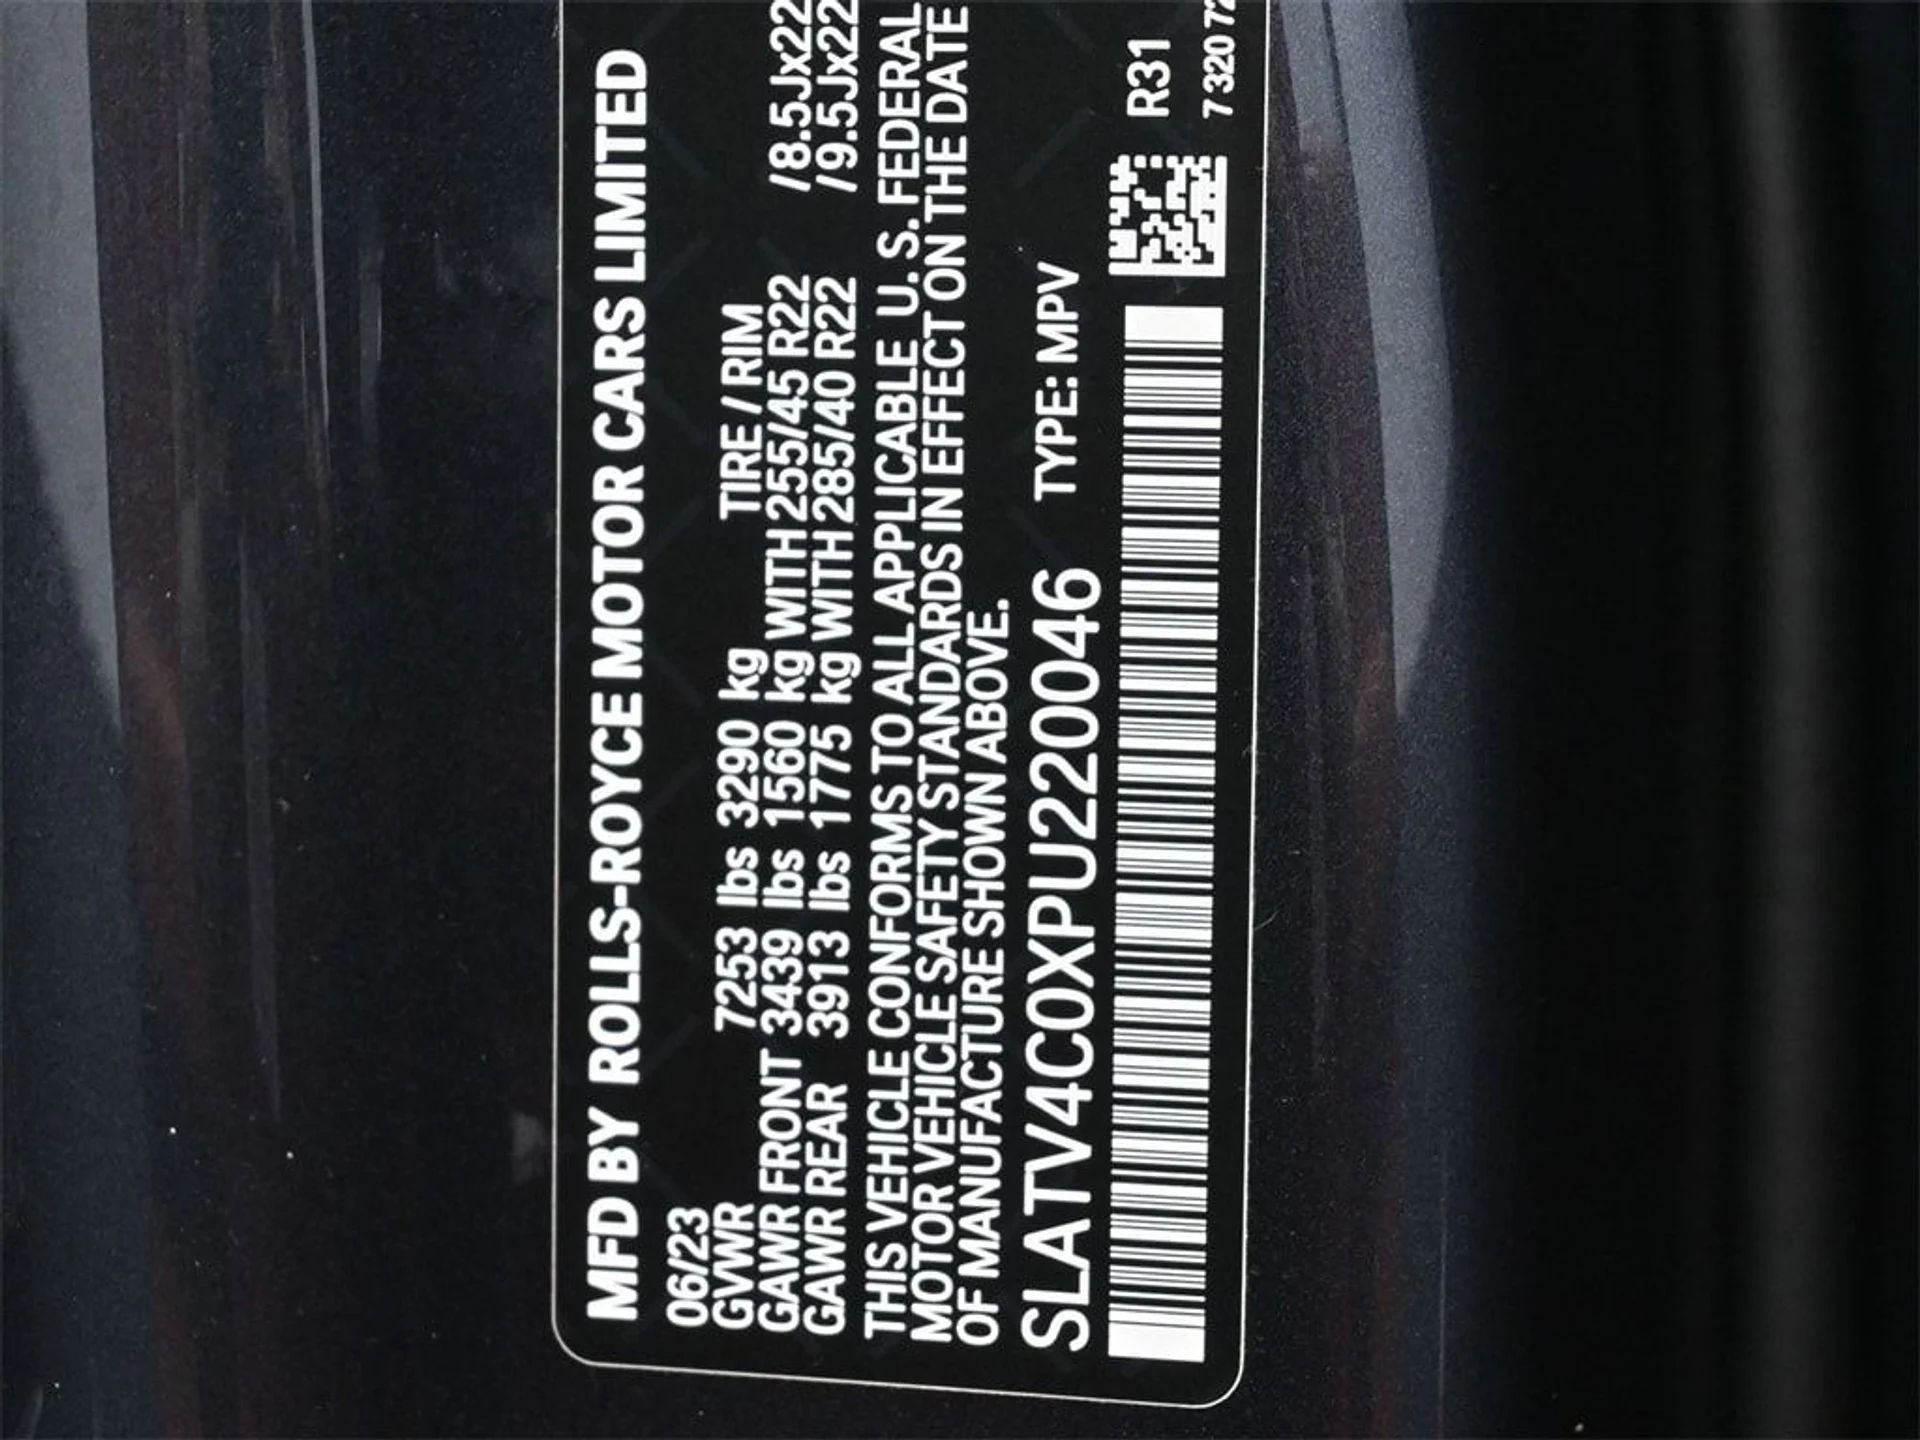 MFD BY ROLLS-ROYCE MOTOR CARS LIMITED
06/23
GVWR 7253 lbs 3290 kg TIRE / RIM
GAWR FRONT 3439 lbs 1560 kg WITH 255/45 R22 /8.5Jx22
GAWR REAR 3913 lbs 1775 kg WITH 285/40 R22 /9.5Jx22
THIS VEHICLE CONFORMS TO ALL APPLICABLE U. S. FEDERAL
MOTOR VEHICLE SAFETY STANDARDS IN EFFECT ON THE DATE
OF MANUFACTURE SHOWN ABOVE.
SLATV4C0XPU220046 TYPE: MPV
R31
7320 72